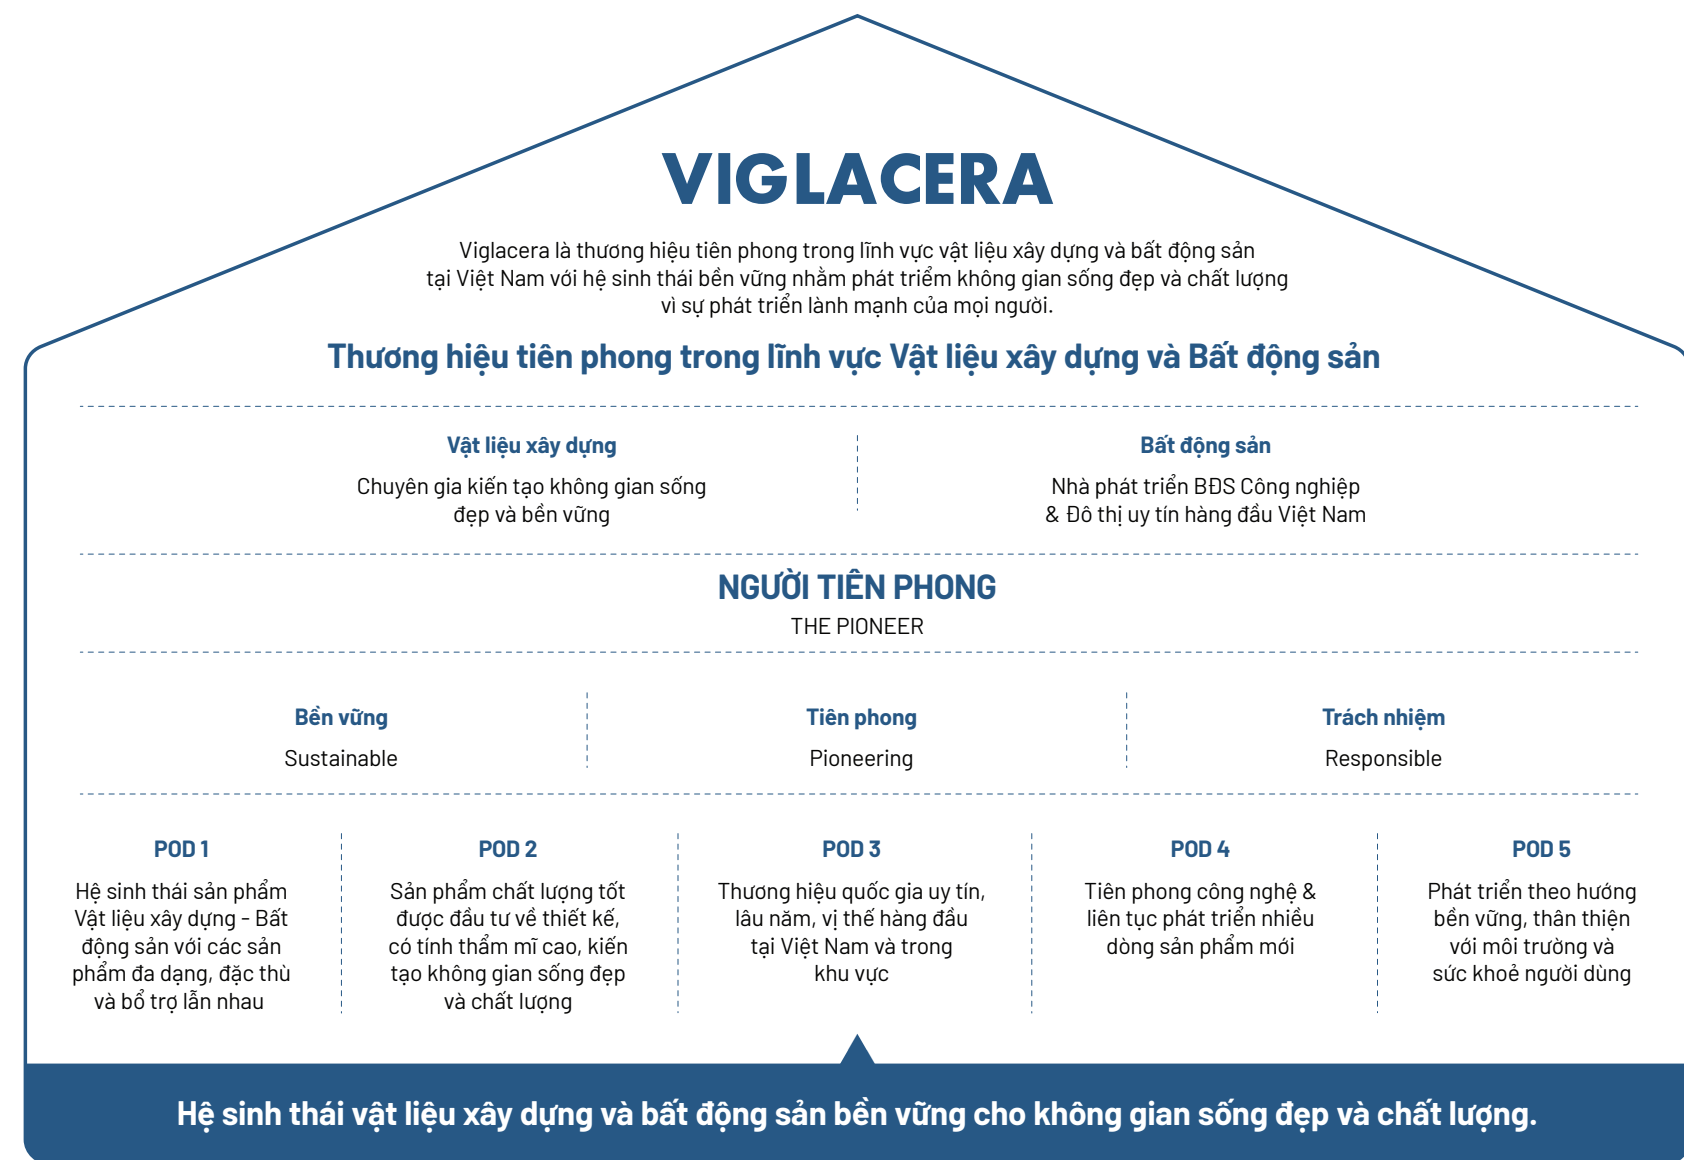 VIGLACERA
Viglacera là thương hiệu tiên phong trong lĩnh vực vật liệu xây dựng và bất động sản
tại Việt Nam với hệ sinh thái bền vững nhằm phát triểm không gian sống đẹp và chất lượng
vì sự phát triển lành mạnh của mọi người.
Thương hiệu tiên phong trong lĩnh vực Vật liệu xây dựng và Bất động sản
Vật liệu xây dựng
Chuyên gia kiến tạo không gian sống
đẹp và bền vững
Bất động sản
Nhà phát triển BĐS Công nghiệp
& Đô thị uy tín hàng đầu Việt Nam
NGƯỜI TIÊN PHONG
THE PIONEER
Bền vững
Sustainable
Tiên phong
Pioneering
Trách nhiệm
Responsible
POD 1
Hệ sinh thái sản phẩm
Vật liệu xây dựng - Bất
động sản với các sản
phẩm đa dạng, đặc thù
và bổ trợ lẫn nhau
POD 2
Sản phẩm chất lượng tốt
được đầu tư về thiết kế,
có tính thẩm mĩ cao, kiến
tạo không gian sống đẹp
và chất lượng
POD 3
Thương hiệu quốc gia uy tín,
lâu năm, vị thế hàng đầu
tại Việt Nam và trong
khu vực
POD 4
Tiên phong công nghệ &
liên tục phát triển nhiều
dòng sản phẩm mới
POD 5
Phát triển theo hướng
bền vững, thân thiện
với môi trường và
sức khoẻ người dùng
Hệ sinh thái vật liệu xây dựng và bất động sản bền vững cho không gian sống đẹp và chất lượng.